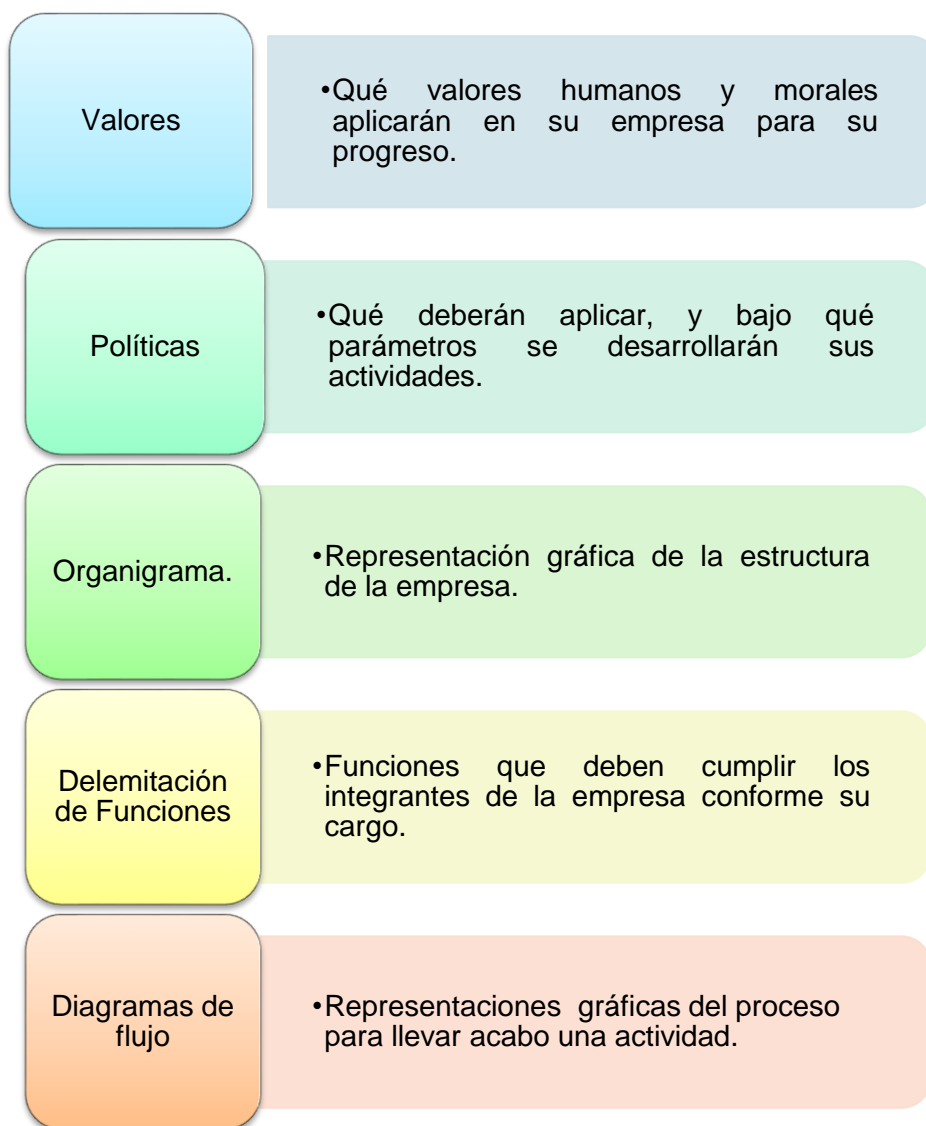 Valores
•Qué valores humanos y morales
aplicarán en su empresa para su
progreso.
Políticas
•Qué deberán aplicar, y bajo qué
parámetros se desarrollarán sus
actividades.
Organigrama.
•Representación gráfica de la estructura
de la empresa.
Delemitación
de Funciones
•Funciones que deben cumplir los
integrantes de la empresa conforme su
cargo.
Diagramas de
flujo
•Representaciones gráficas del proceso
para llevar acabo una actividad.